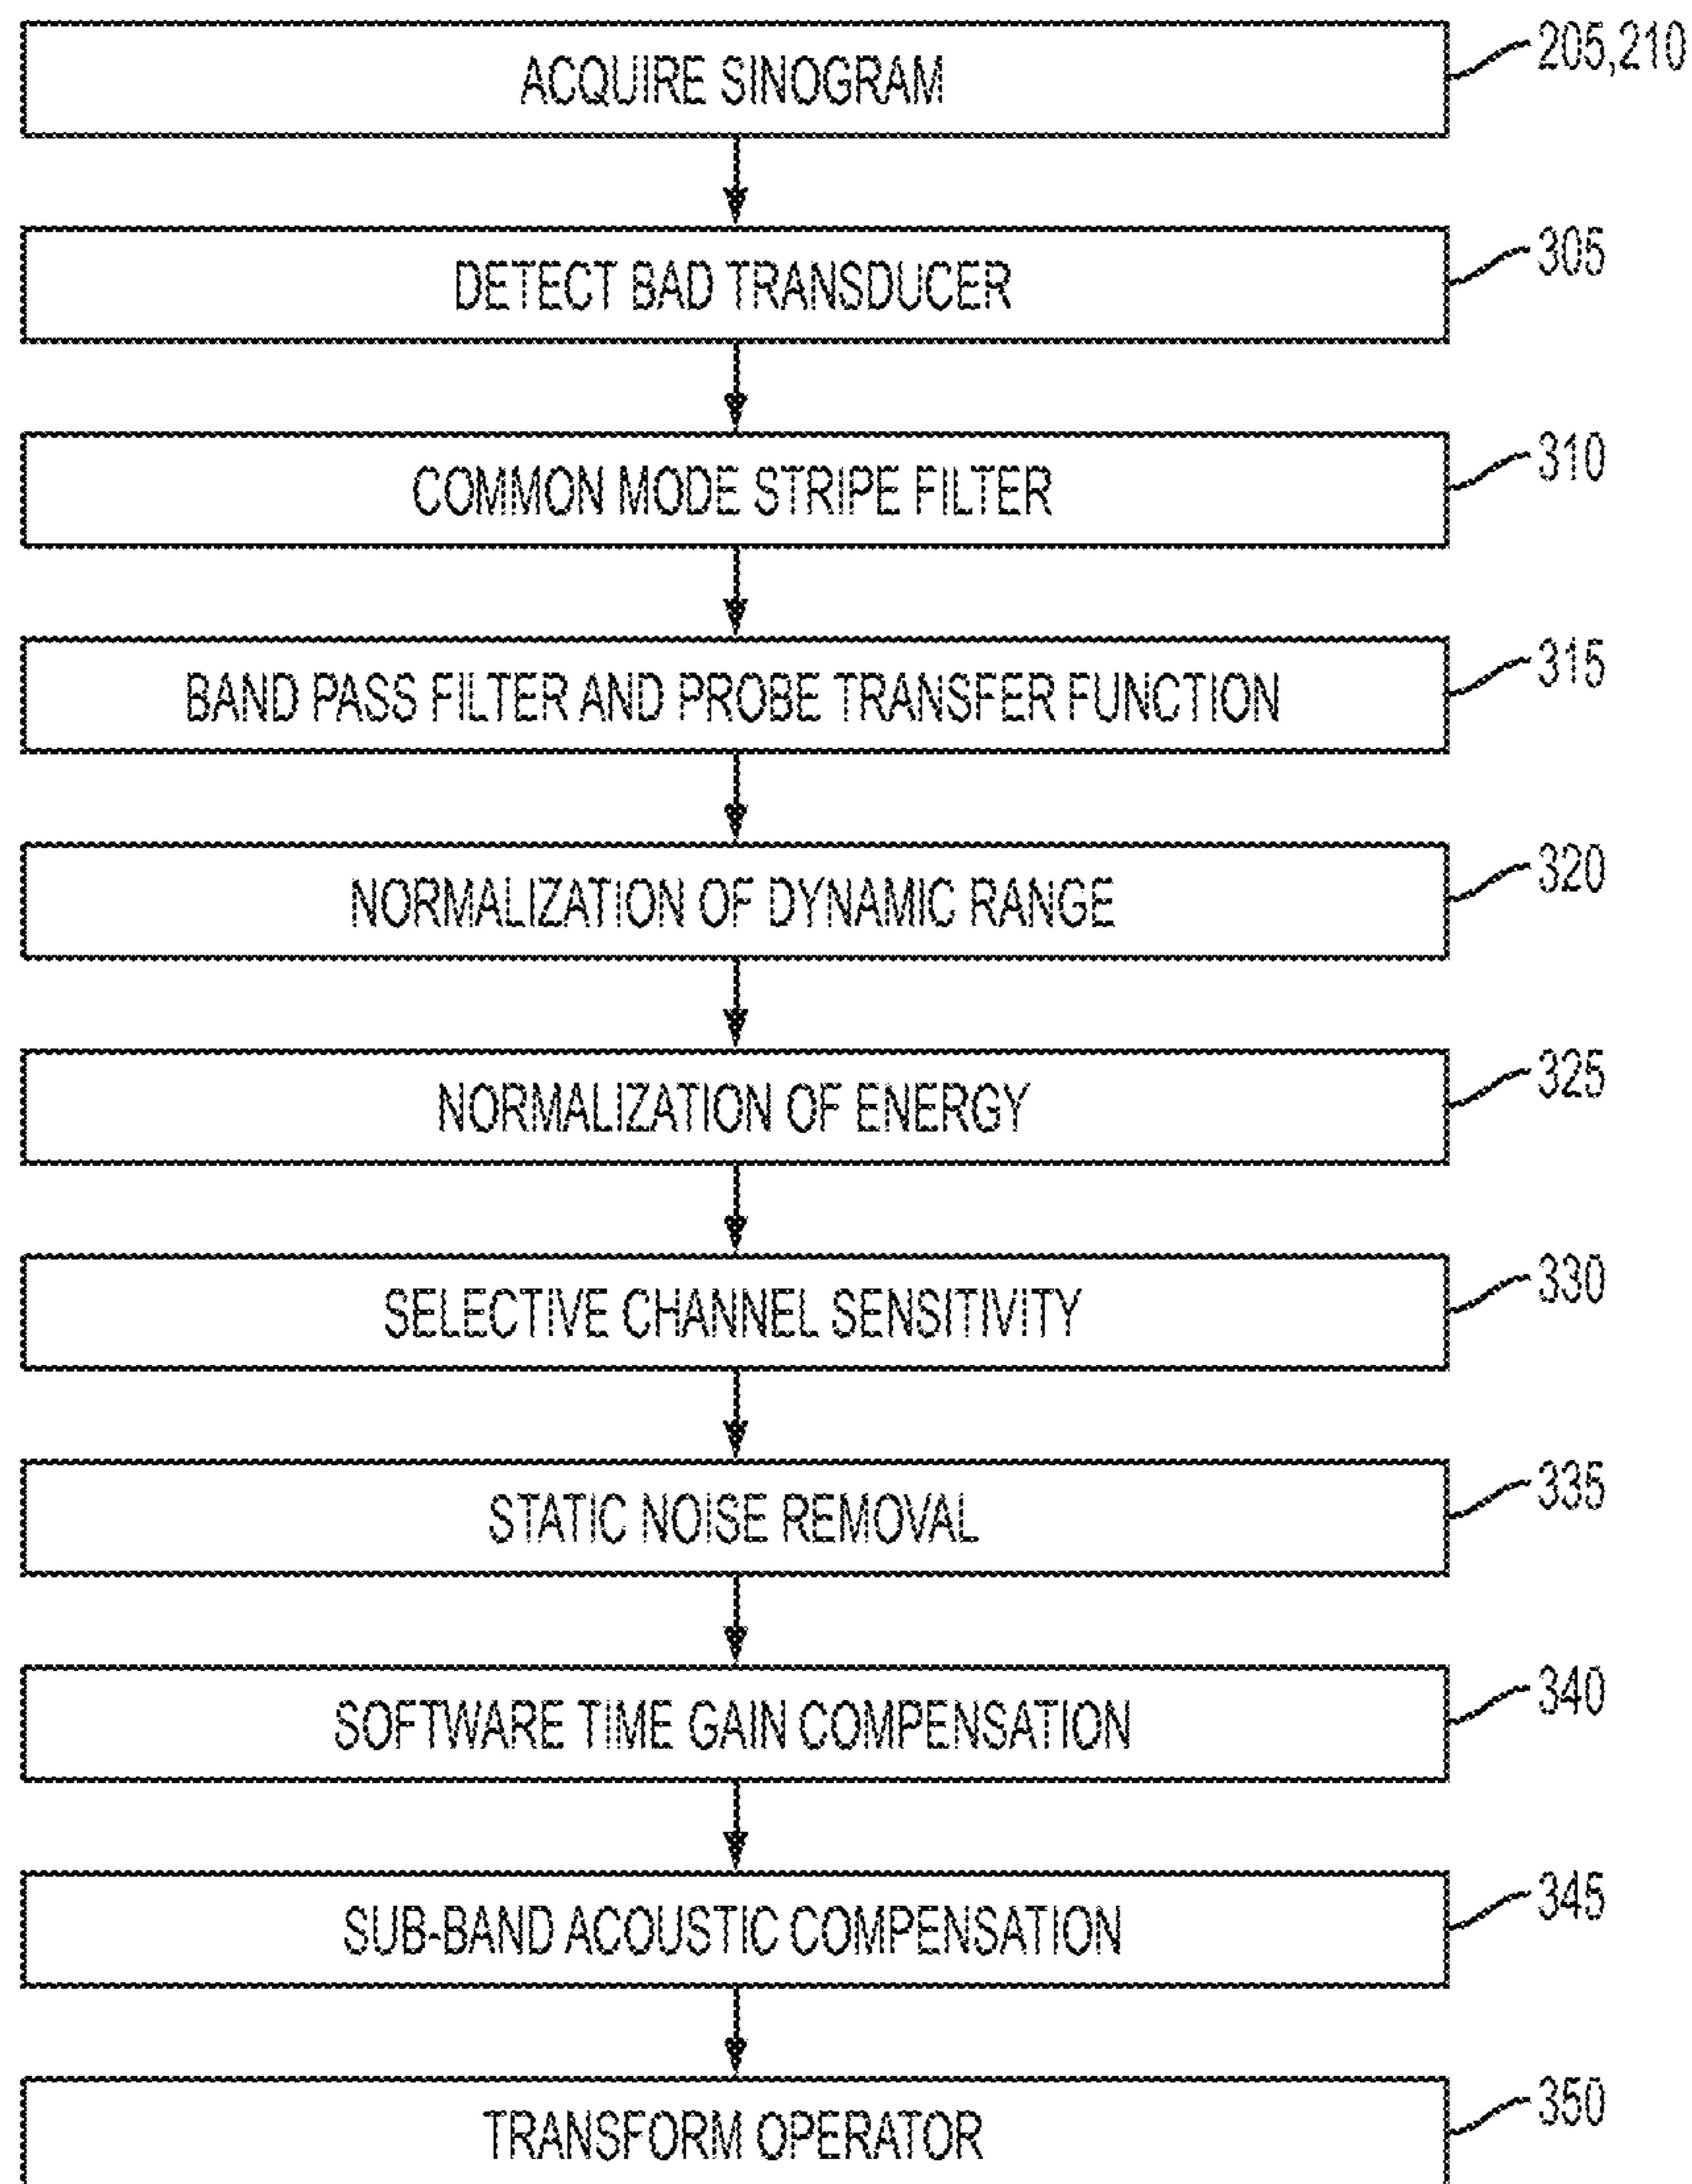 ACQUIRE SINOGRAM 205,210
DETECT BAD TRANSDUCER 305
COMMON MODE STRIPE FILTER 310
BAND PASS FILTER AND PROBE TRANSFER FUNCTION 315
NORMALIZATION OF DYNAMIC RANGE 320
NORMALIZATION OF ENERGY 325
SELECTIVE CHANNEL SENSITIVITY 330
STATIC NOISE REMOVAL 335
SOFTWARE TIME GAIN COMPENSATION 340
SUB-BAND ACOUSTIC COMPENSATION 345
TRANSFORM OPERATOR 350